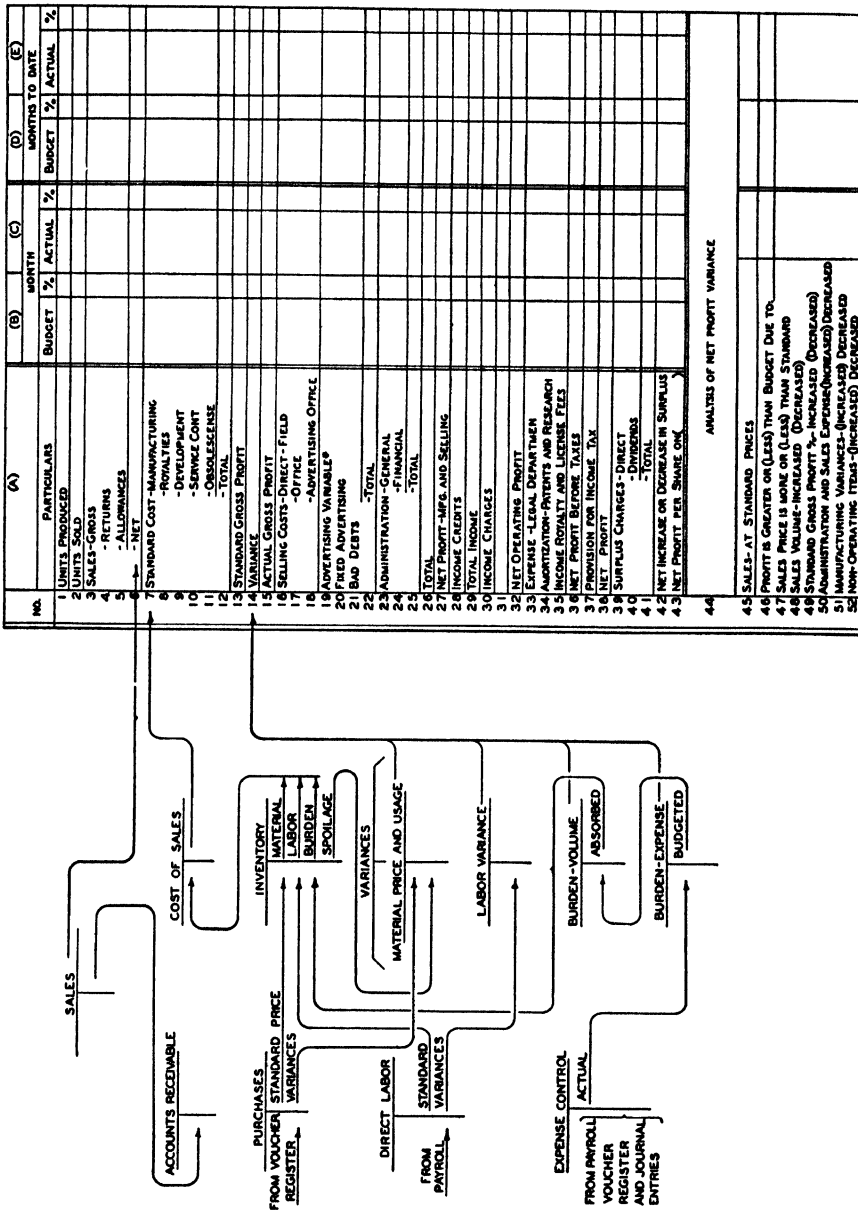 SALES
ACCOUNTS RECEIVABLE
COST OF SALES
PURCHASES
FROM VOUCHER
REGISTER
STANDARD PRICE
VARIANCES
INVENTORY
MATERIAL
LABOR
BURDEN
SPOILAGE
VARIANCES
MATERIAL PRICE AND USAGE
DIRECT LABOR
FROM
PAYROLL
STANDARD
VARIANCES
LABOR VARIANCE
BURDEN-VOLUME
ABSORBED
EXPENSE CONTROL
FROM PAYROLL
VOUCHER
REGISTER
AND JOURNAL
ENTRIES
ACTUAL
BURDEN-EXPENSE
BUDGETED
(A) (B) (C) (D) (E)
NO. PARTICULARS MONTH MONTHS TO DATE
BUDGET % ACTUAL % BUDGET % ACTUAL %
1 UNITS PRODUCED
2 UNITS SOLD
3 SALES-GROSS
4 - RETURNS
5 - ALLOWANCES
6 - NET
7 STANDARD COST-MANUFACTURING
8 -ROYALTIES
9 -DEVELOPMENT
10 -SERVICE CONT
11 -OBSOLESCENSE
12 -TOTAL
13 STANDARD GROSS PROFIT
14 VARIANCE
15 ACTUAL GROSS PROFIT
16 SELLING COSTS-DIRECT-FIELD
17 -OFFICE
18 -ADVERTISING OFFICE
19 ADVERTISING VARIABLE
20 FIXED ADVERTISING
21 BAD DEBTS
22 -TOTAL
23 ADMINISTRATION-GENERAL
24 -FINANCIAL
25 -TOTAL
26 TOTAL
27 NET PROFIT-MFG. AND SELLING
28 INCOME CREDITS
29 TOTAL INCOME
30 INCOME CHARGES
31
32 NET OPERATING PROFIT
33 EXPENSE-LEGAL DEPARTMEN
34 AMORTIZATION-PATENTS AND RESEARCH
35 INCOME ROYALTY AND LICENSE FEES
36 NET PROFIT BEFORE TAXES
37 PROVISION FOR INCOME TAX
38 NET PROFIT
39 SURPLUS CHARGES-DIRECT
40 -DIVIDENDS
41 -TOTAL
42 NET INCREASE OR DECREASE IN SURPLUS
43 NET PROFIT PER SHARE ON( )
44 ANALYSIS OF NET PROFIT VARIANCE
45 SALES-AT STANDARD PRICES
46 PROFIT IS GREATER OR (LESS) THAN BUDGET DUE TO:
47 SALES PRICE IS MORE OR (LESS) THAN STANDARD
48 SALES VOLUME-INCREASED (DECREASED)
49 STANDARD GROSS PROFIT %-INCREASED (DECREASED)
50 ADMINISTRATION AND SALES EXPENSE-(INCREASED) DECREASED
51 MANUFACTURING VARIANCES-(INCREASED) DECREASED
52 NON-OPERATING ITEMS-(INCREASED) DECREASED